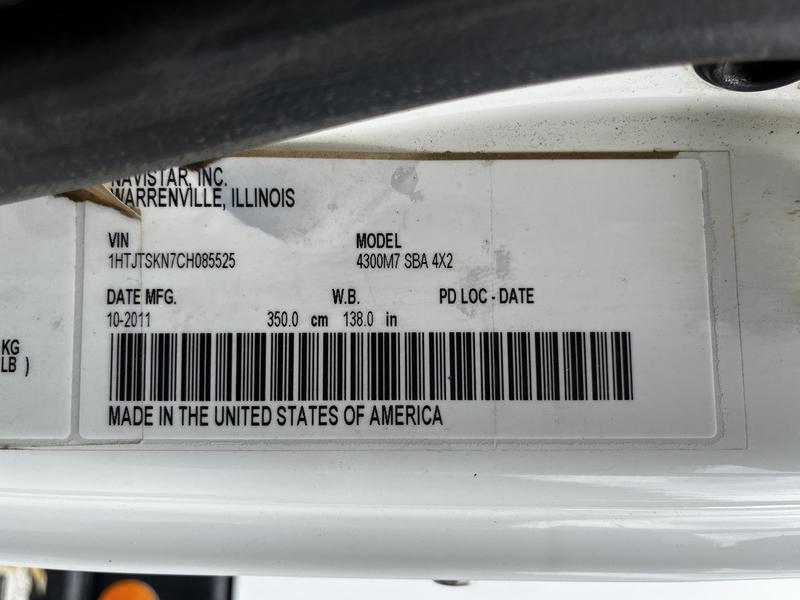 NAVISTAR, INC.
WARRENVILLE, ILLINOIS
VIN MODEL
1HTJTSKN7CH085525 4300M7 SBA 4X2
DATE MFG. W.B. PD LOC - DATE
10-2011 350.0 cm 138.0 in
KG
LB )
MADE IN THE UNITED STATES OF AMERICA